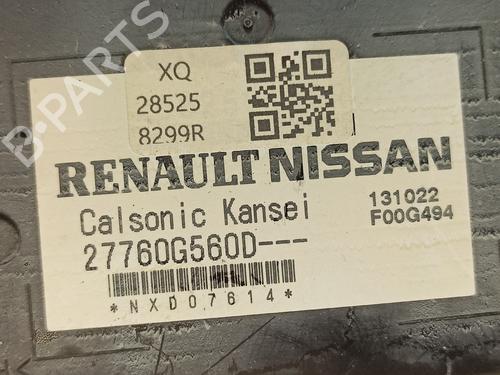 XQ
28525
8299R
RENAULT NISSAN
Calsonic Kansei
27760G560D---
131022
F00G494
*NXD07614*
B-PARTS